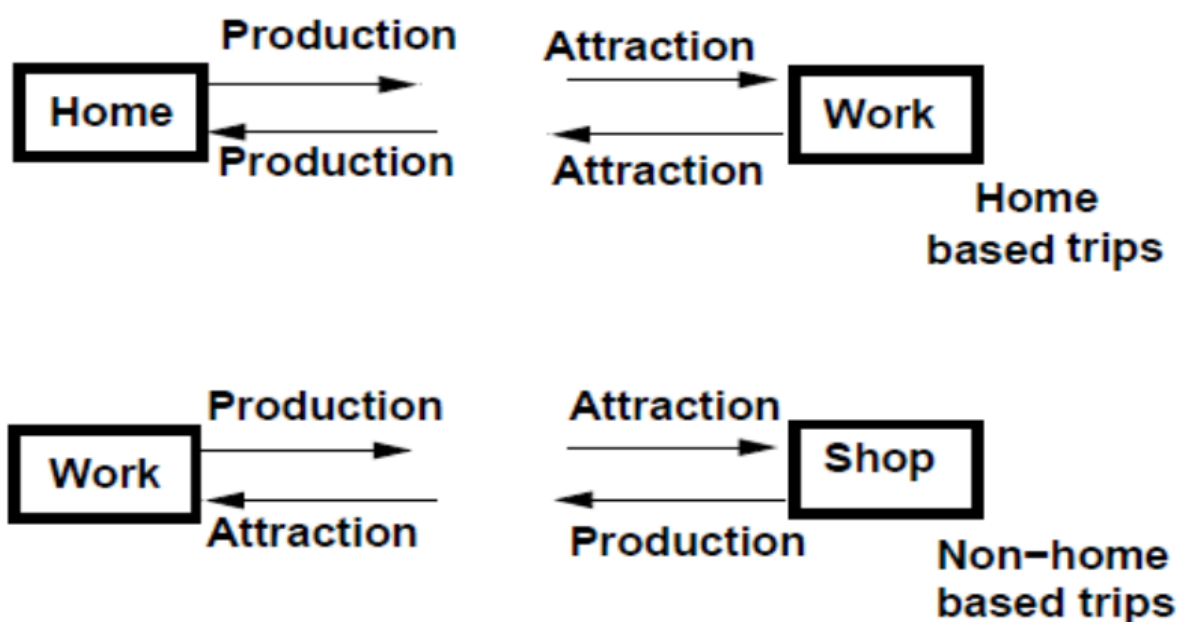 Production
Attraction
Home
Work
Production
Attraction
Home
based trips
Production
Attraction
Work
Shop
Attraction
Production
Non−home
based trips